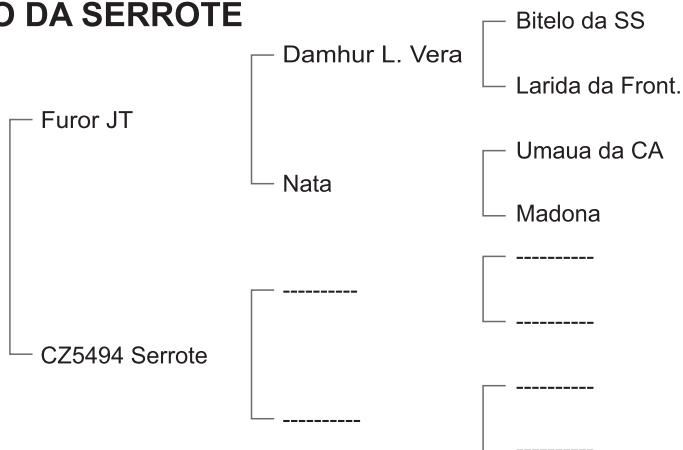 O DA SERROTE
Bitelo da SS
Damhur L. Vera
Larida da Front.
Furor JT
Umaua da CA
Nata
Madona
----------
----------
----------
CZ5494 Serrote
----------
----------
----------